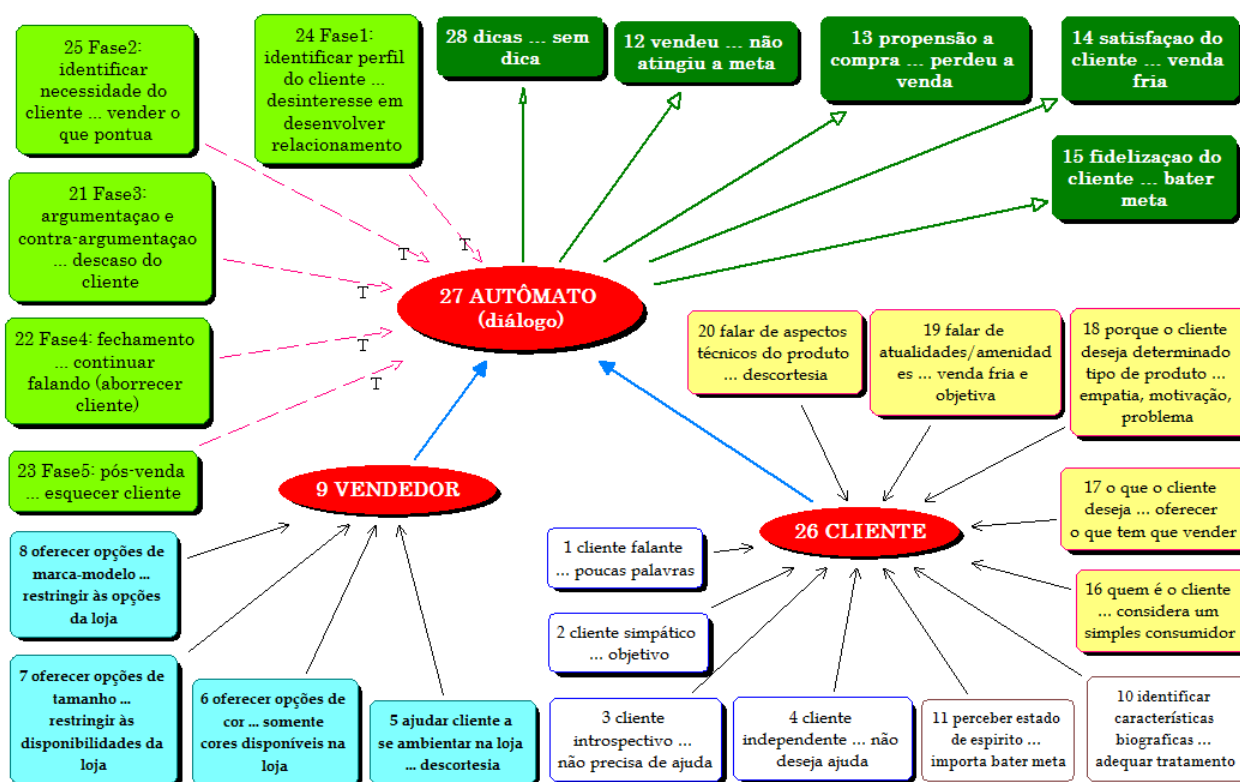 25 Fase2:
identificar
necessidade do
cliente ... vender o
que pontua
24 Fase1:
identificar perfil
do cliente ...
desinteresse em
desenvolver
relacionamento
28 dicas ... sem
dica
12 vendeu ... não
atingiu a meta
13 propensão a
compra ... perdeu a
venda
14 satisfaçao do
cliente ... venda
fria
15 fidelizaçao do
cliente ... bater
meta
21 Fase3:
argumentaçao e
contra-argumentaçao
... descaso do
cliente
22 Fase4: fechamento
... continuar
falando (aborrecer
cliente)
23 Fase5: pós-venda
... esquecer cliente
T
T
T
T
T
27 AUTÔMATO
(diálogo)
20 falar de aspectos
técnicos do produto
... descortesia
19 falar de
atualidades/amenidad
es ... venda fria e
objetiva
18 porque o cliente
deseja determinado
tipo de produto ...
empatia, motivação,
problema
17 o que o cliente
deseja ... oferecer
o que tem que vender
16 quem é o cliente
... considera um
simples consumidor
9 VENDEDOR
26 CLIENTE
8 oferecer opções de
marca-modelo ...
restringir às opções
da loja
7 oferecer opções de
tamanho ...
restringir às
disponibilidades da
loja
6 oferecer opções de
cor ... somente
cores disponíveis na
loja
5 ajudar cliente a
se ambientar na loja
... descortesia
1 cliente falante
... poucas palavras
2 cliente simpático
... objetivo
3 cliente
introspectivo ...
não precisa de ajuda
4 cliente
independente ... não
deseja ajuda
11 perceber estado
de espirito ...
importa bater meta
10 identificar
características
biograficas ...
adequar tratamento